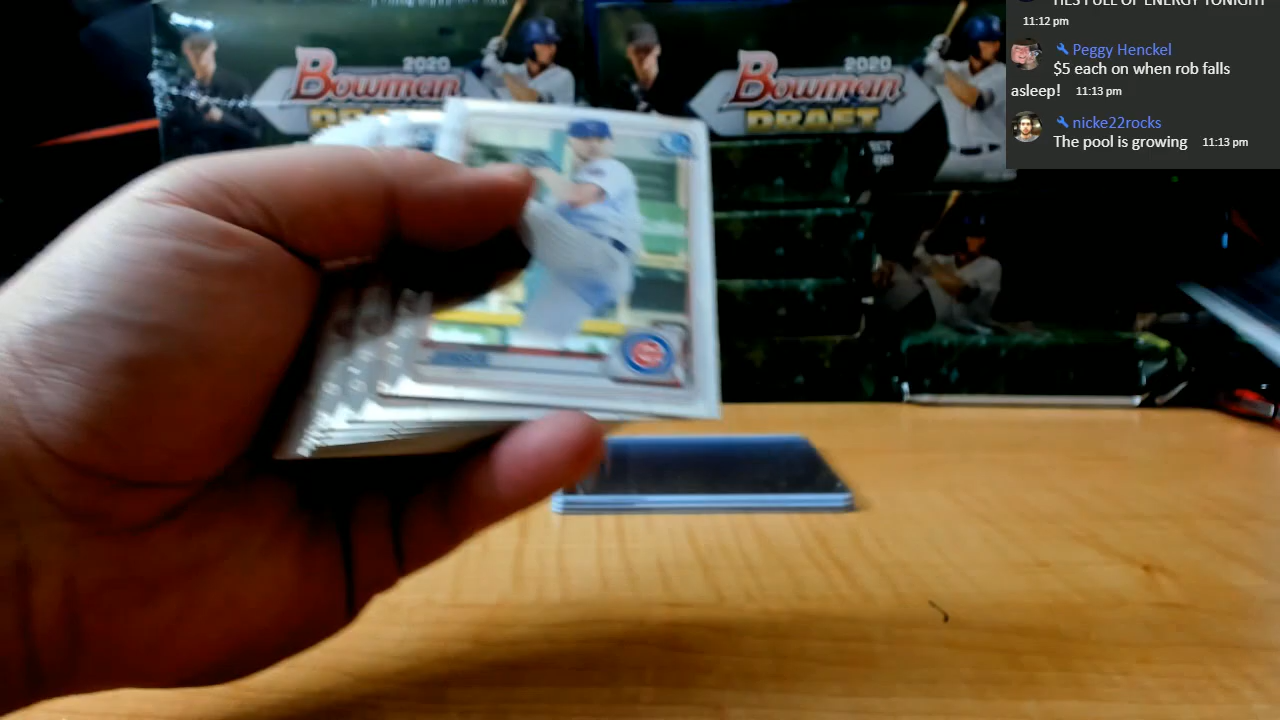 HES FULL OF ENERGY TONIGHT
11:12 pm
Peggy Henckel
$5 each on when rob falls
asleep! 11:13 pm
nicke22rocks
The pool is growing 11:13 pm
2020
Bowman
DRAFT
2020
Bowman
DRAFT
JENSEN